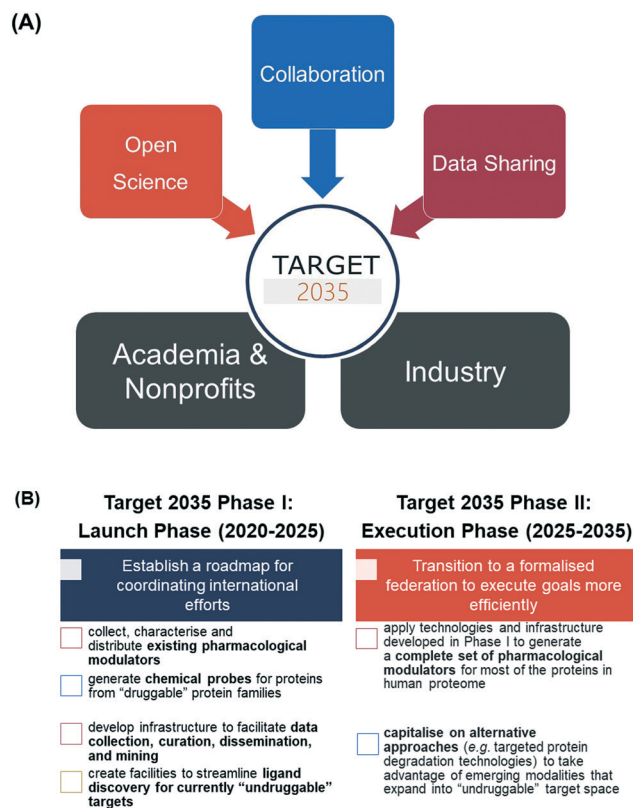 (A)
Collaboration
Open
Science
Data Sharing
TARGET
2035
Academia &
Nonprofits
Industry
(B)
Target 2035 Phase I:
Launch Phase (2020-2025)
Establish a roadmap for
coordinating international
efforts
collect, characterise and
distribute existing pharmacological
modulators
generate chemical probes for proteins
from “druggable” protein families
develop infrastructure to facilitate data
collection, curation, dissemination,
and mining
create facilities to streamline ligand
discovery for currently “undruggable”
targets
Target 2035 Phase II:
Execution Phase (2025-2035)
Transition to a formalised
federation to execute goals more
efficiently
apply technologies and infrastructure
developed in Phase I to generate
a complete set of pharmacological
modulators for most of the proteins in
human proteome
capitalise on alternative
approaches (e.g. targeted protein
degradation technologies) to take
advantage of emerging modalities that
expand into “undruggable” target space